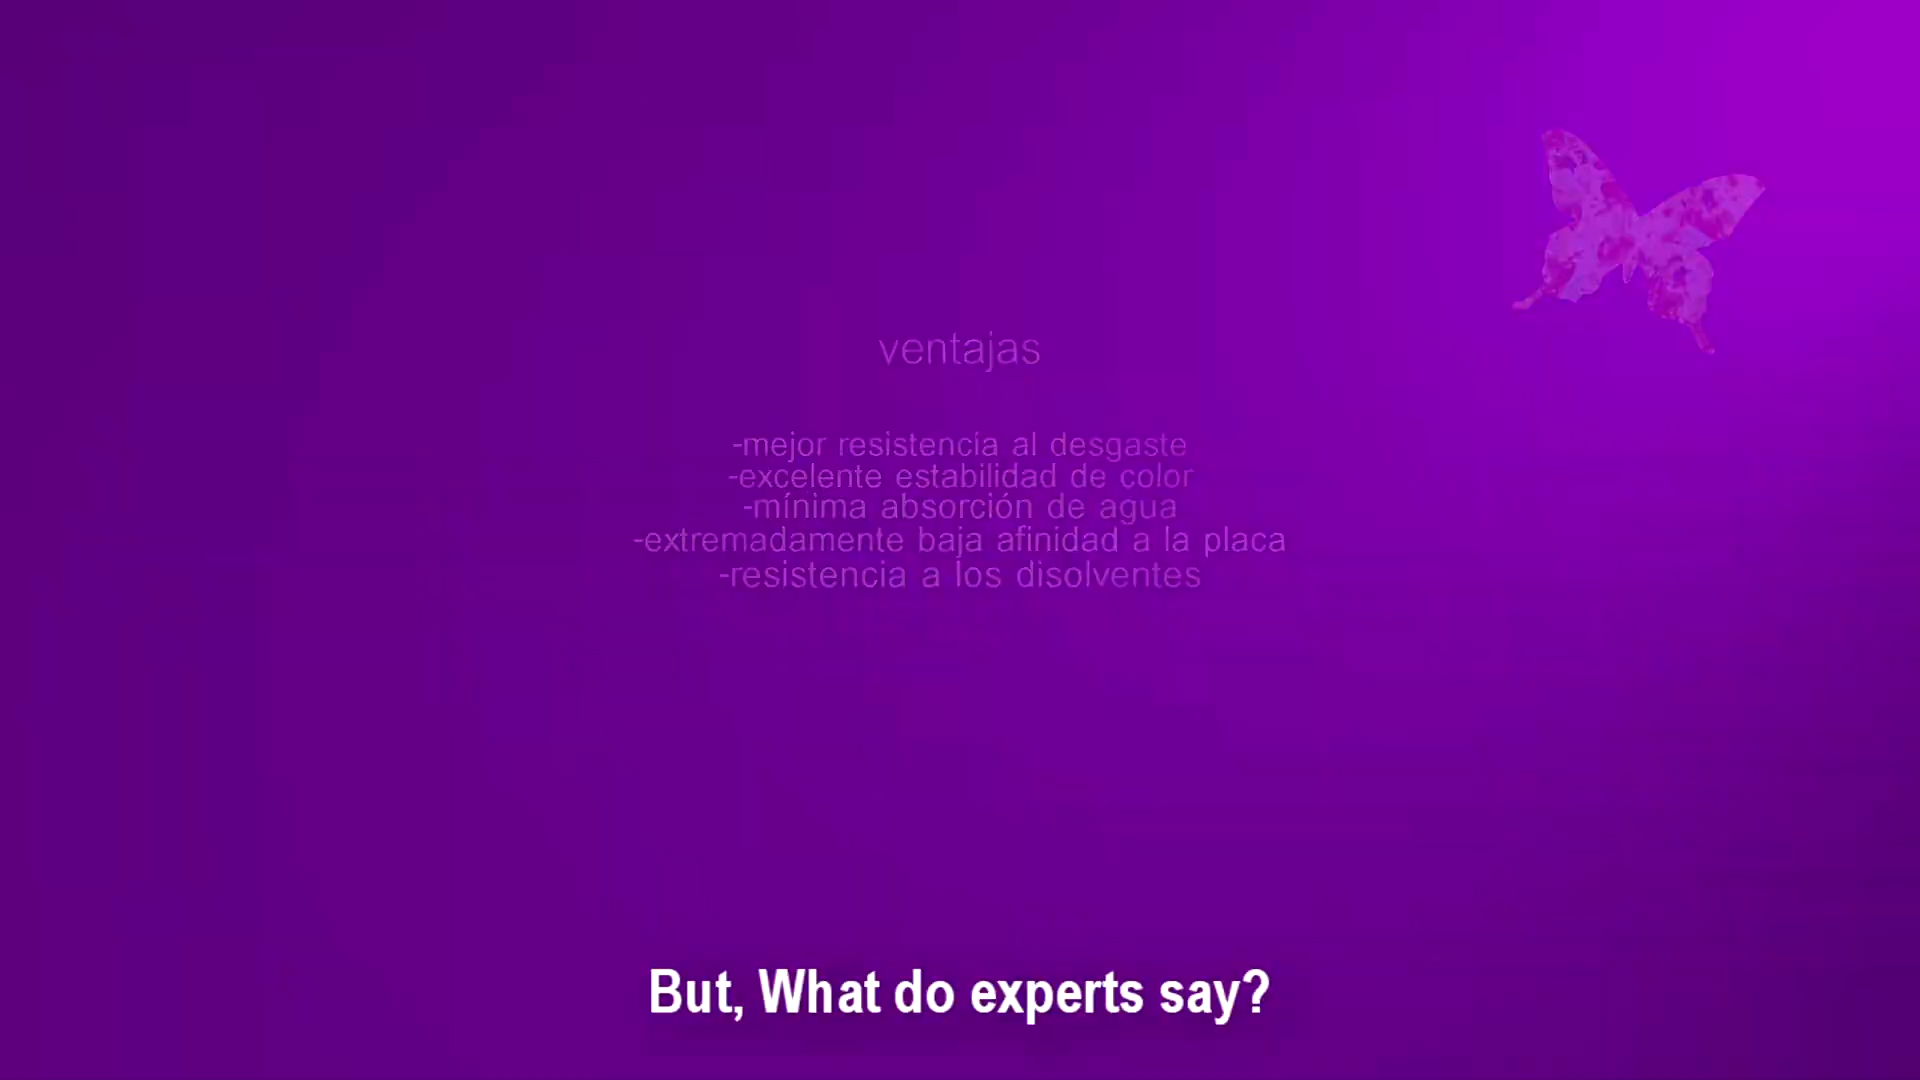 ventajas
-mejor resistencia al desgaste
-excelente estabilidad de color
-mínima absorción de agua
-extremadamente baja afinidad a la placa
-resistencia a los disolventes
But, What do experts say?